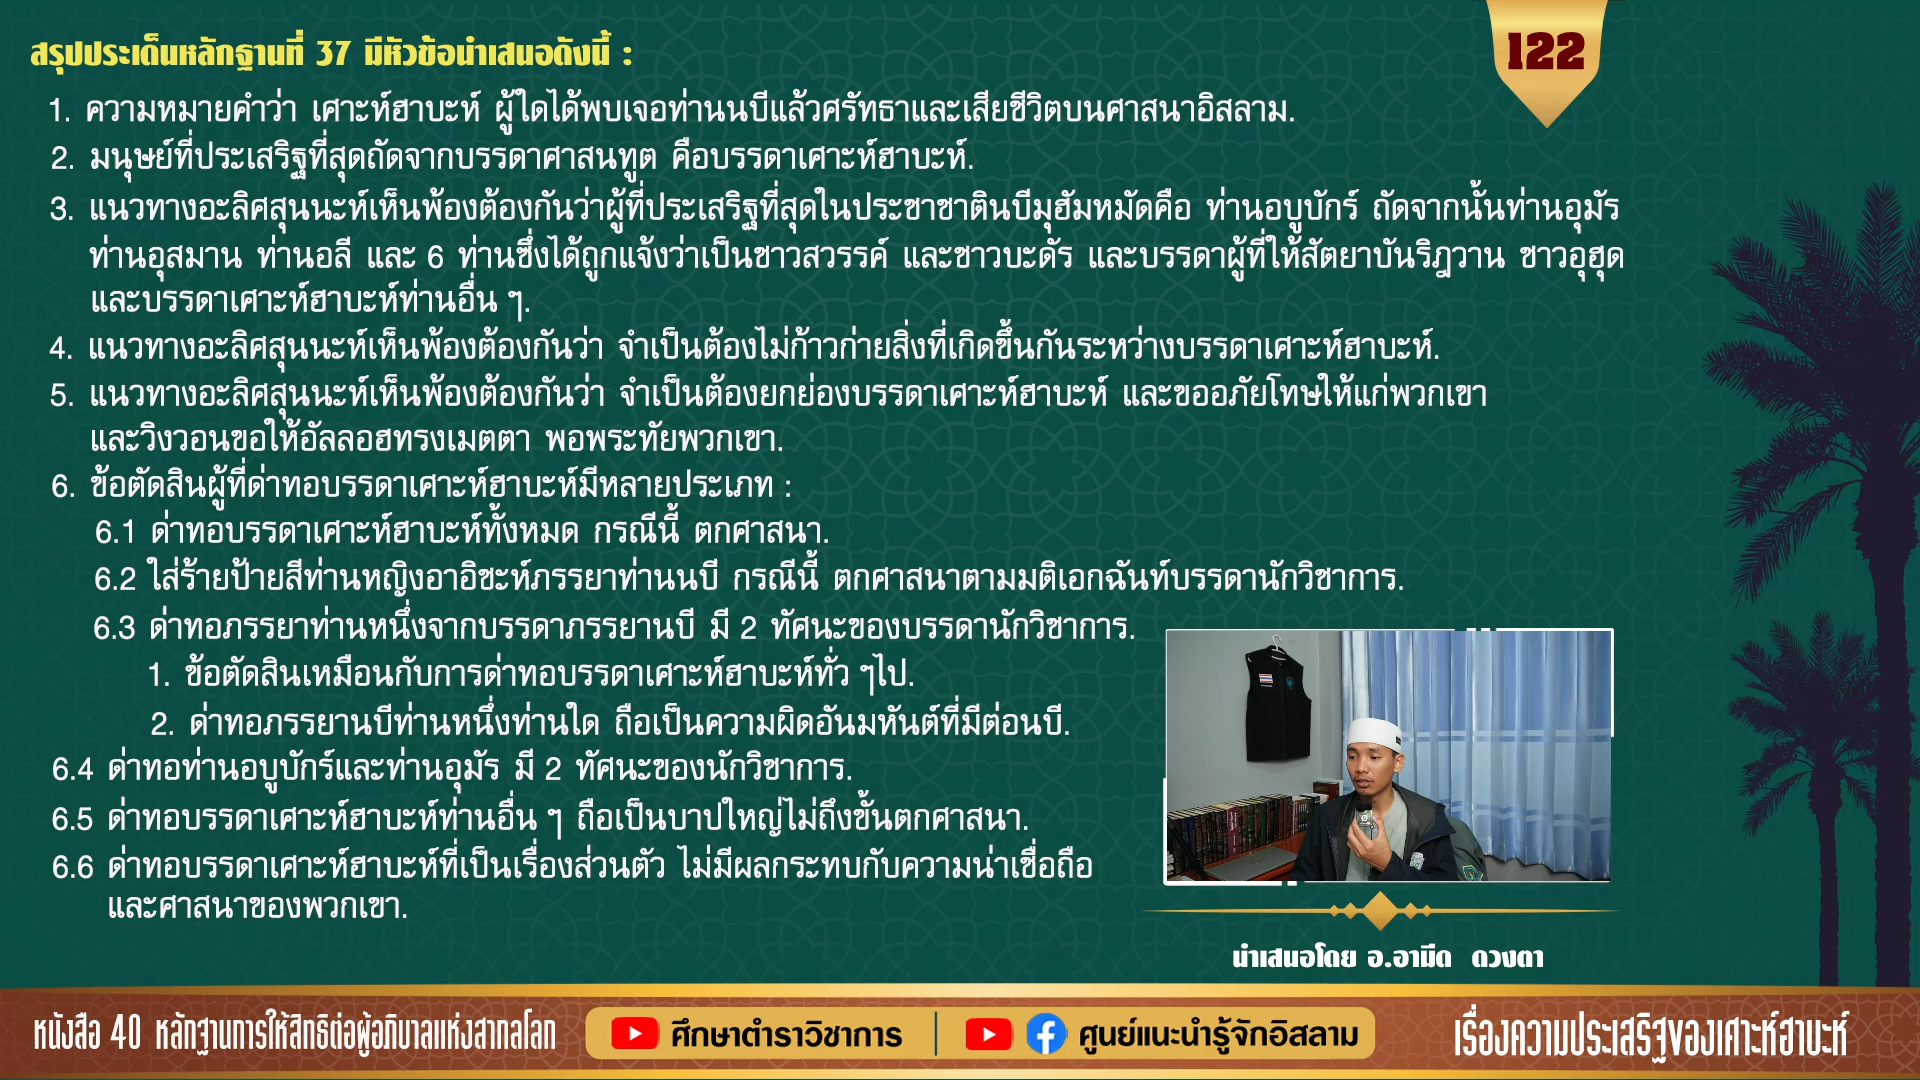 สรุปประเด็นหลักฐานที่ 37 มีหัวข้อนำเสนอดังนี้ :
122
1. ความหมายคำว่า เศาะห์ฮาบะห์ ผู้ใดได้พบเจอท่านนบีแล้วศรัทธาและเสียชีวิตบนศาสนาอิสลาม.
2. มนุษย์ที่ประเสริฐที่สุดถัดจากบรรดาศาสนทูต คือบรรดาเศาะห์ฮาบะห์.
3. แนวทางอะลิศสุนนะห์เห็นพ้องต้องกันว่าผู้ที่ประเสริฐที่สุดในประชาชาตินบีมุฮัมหมัดคือ ท่านอบูบักร์ ถัดจากนั้นท่านอุมัร
ท่านอุสมาน ท่านอลี และ 6 ท่านซึ่งได้ถูกแจ้งว่าเป็นชาวสวรรค์ และชาวบะดัร และบรรดาผู้ที่ให้สัตยาบันริฎวาน ชาวอุฮุด
และบรรดาเศาะห์ฮาบะห์ท่านอื่น ๆ.
4. แนวทางอะลิศสุนนะห์เห็นพ้องต้องกันว่า จำเป็นต้องไม่ก้าวก่ายสิ่งที่เกิดขึ้นกันระหว่างบรรดาเศาะห์ฮาบะห์.
5. แนวทางอะลิศสุนนะห์เห็นพ้องต้องกันว่า จำเป็นต้องยกย่องบรรดาเศาะห์ฮาบะห์ และขออภัยโทษให้แก่พวกเขา
และวิงวอนขอให้อัลลอฮทรงเมตตา พอพระทัยพวกเขา.
6. ข้อตัดสินผู้ที่ด่าทอบรรดาเศาะห์ฮาบะห์มีหลายประเภท :
6.1 ด่าทอบรรดาเศาะห์ฮาบะห์ทั้งหมด กรณีนี้ ตกศาสนา.
6.2 ใส่ร้ายป้ายสีท่านหญิงอาอิชะห์ภรรยาท่านนบี กรณีนี้ ตกศาสนาตามมติเอกฉันท์บรรดานักวิชาการ.
6.3 ด่าทอภรรยาท่านหนึ่งจากบรรดาภรรยานบี มี 2 ทัศนะของบรรดานักวิชาการ.
1. ข้อตัดสินเหมือนกับการด่าทอบรรดาเศาะห์ฮาบะห์ทั่ว ๆไป.
2. ด่าทอภรรยานบีท่านหนึ่งท่านใด ถือเป็นความผิดอันมหันต์ที่มีต่อนบี.
6.4 ด่าทอท่านอบูบักร์และท่านอุมัร มี 2 ทัศนะของนักวิชาการ.
6.5 ด่าทอบรรดาเศาะห์ฮาบะห์ท่านอื่น ๆ ถือเป็นบาปใหญ่ไม่ถึงขั้นตกศาสนา.
6.6 ด่าทอบรรดาเศาะห์ฮาบะห์ที่เป็นเรื่องส่วนตัว ไม่มีผลกระทบกับความน่าเชื่อถือ
และศาสนาของพวกเขา.
นำเสนอโดย อ.อามีด ดวงตา
หนังสือ 40 หลักฐานการให้สิทธิต่อผู้อภิบาลแห่งสากลโลก
ศึกษาตำราวิชาการ
ศูนย์แนะนำรู้จักอิสลาม
เรื่องความประเสริฐของเศาะห์ฮาบะห์